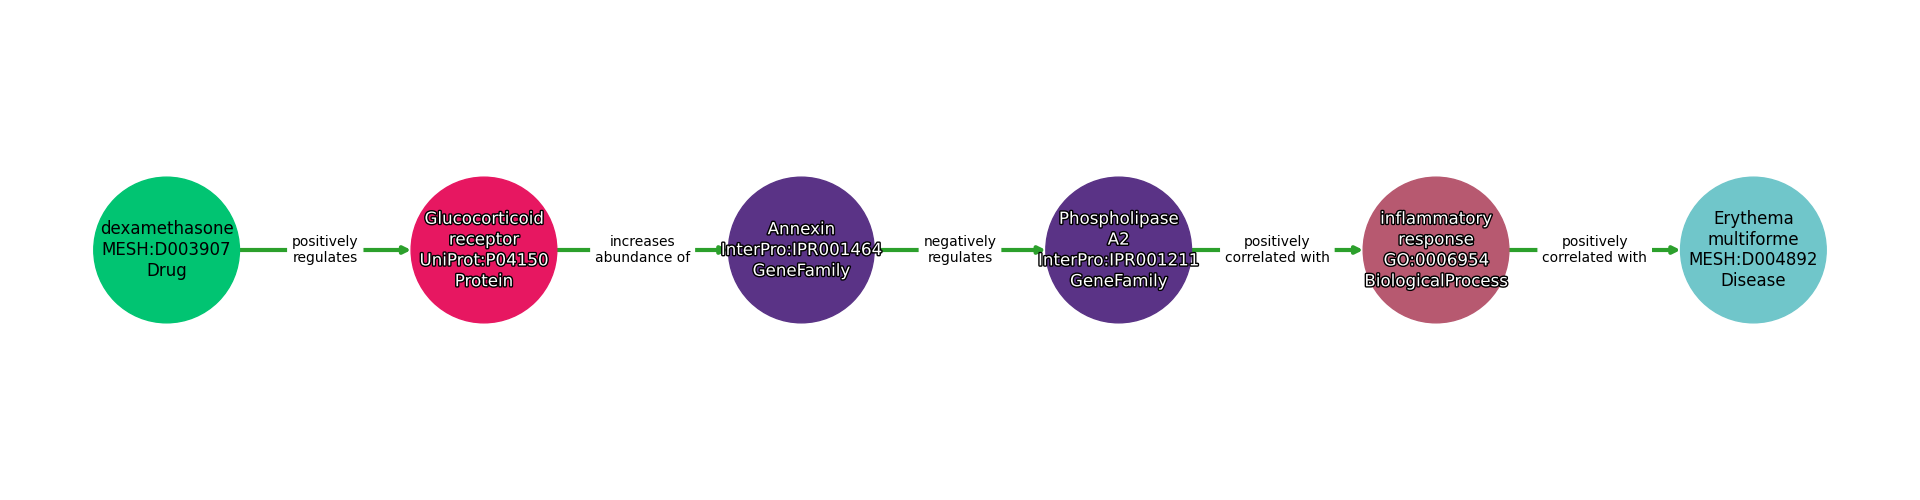 dexamethasone
MESH:D003907
Drug
positively
regulates
Glucocorticoid
receptor
UniProt:P04150
Protein
increases
abundance of
Annexin
InterPro:IPR001464
GeneFamily
negatively
regulates
Phospholipase
A2
InterPro:IPR001211
GeneFamily
positively
correlated with
inflammatory
response
GO:0006954
BiologicalProcess
positively
correlated with
Erythema
multiforme
MESH:D004892
Disease